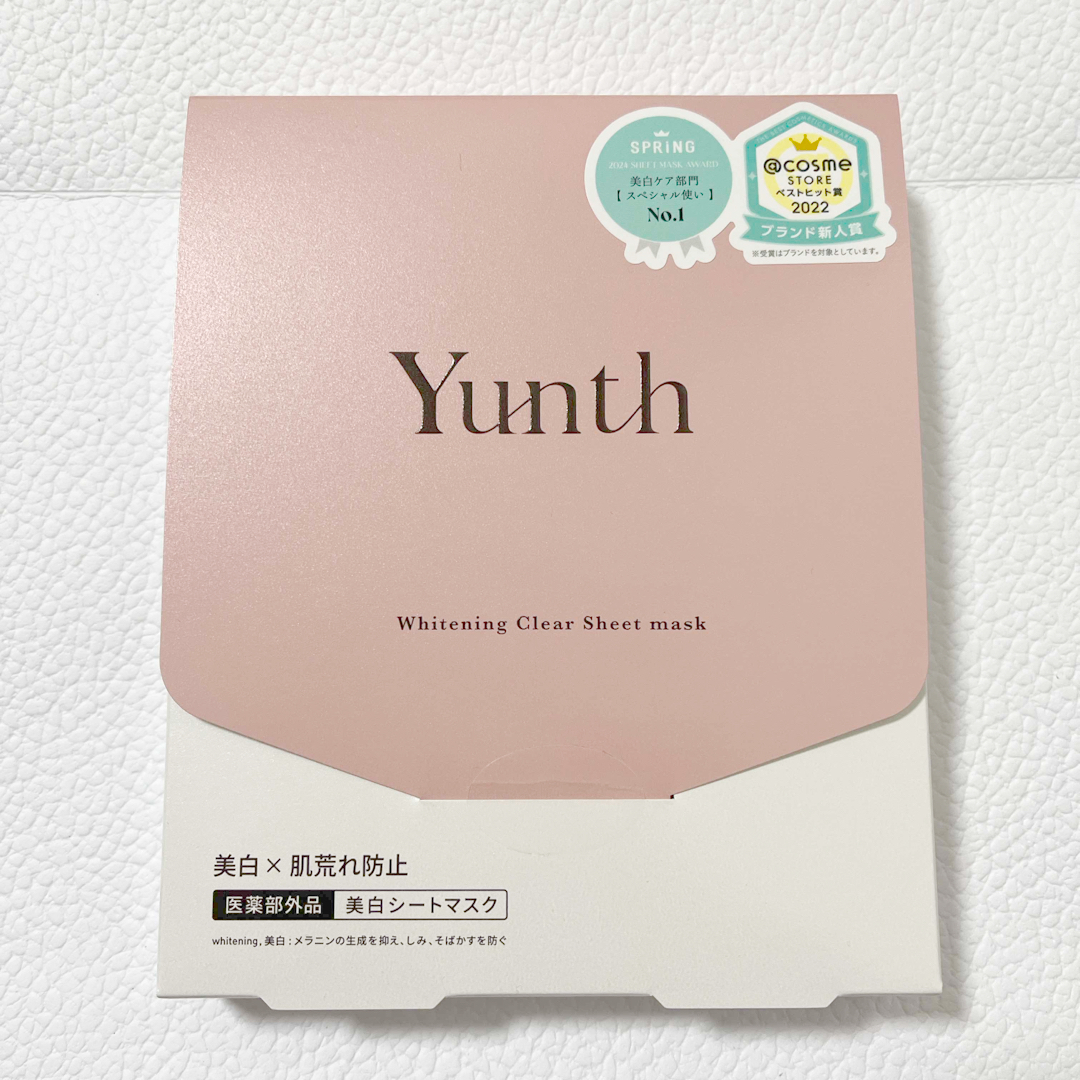 SPRiNG
2024 SHEET MASK AWARD
美白ケア部門
【 スペシャル使い 】
No.1
THE BEST COSMETICS AWARDS
@cosme
STORE
ベストヒット賞
2022
ブランド新人賞
※受賞はブランドを対象としています。
Yunth
Whitening Clear Sheet mask
美白×肌荒れ防止
医薬部外品 美白シートマスク
whitening, 美白 : メラニンの生成を抑え、しみ、そばかすを防ぐ